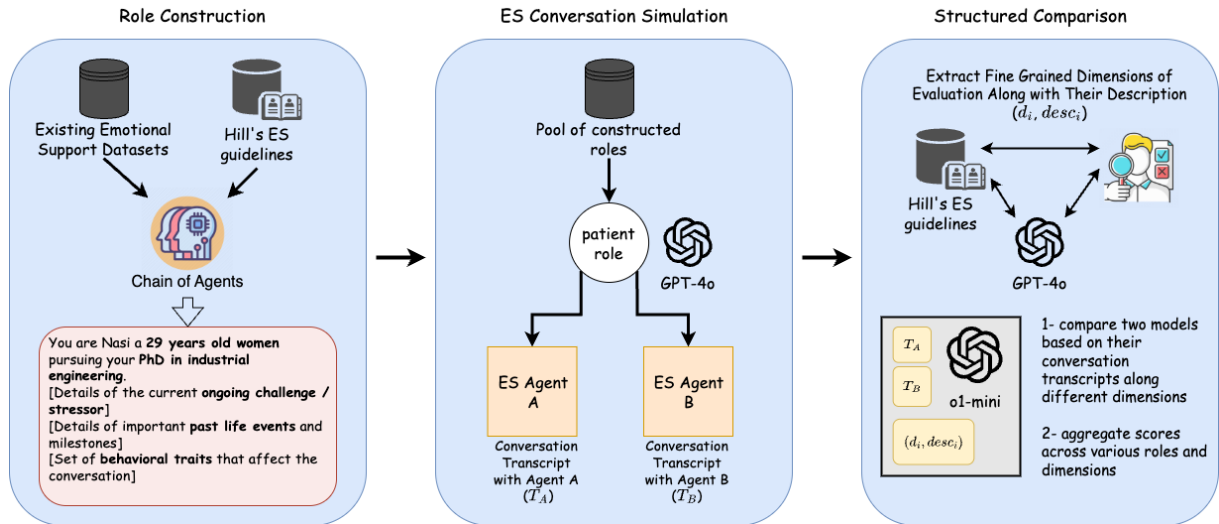 Role Construction
Existing Emotional
Support Datasets
Hill's ES
guidelines
Chain of Agents
You are Nasi a 29 years old women
pursuing your PhD in industrial
engineering.
[Details of the current ongoing challenge /
stressor]
[Details of important past life events and
milestones]
[Set of behavioral traits that affect the
conversation]
ES Conversation Simulation
Pool of constructed
roles
patient
role
GPT-4o
ES Agent
A
ES Agent
B
Conversation
Transcript
with Agent A
(T_A)
Conversation
Transcript
with Agent B
(T_B)
Structured Comparison
Extract Fine Grained Dimensions of
Evaluation Along with Their Description
(d_i, desc_i)
Hill's ES
guidelines
GPT-4o
T_A
T_B
o1-mini
(d_i, desc_i)
1- compare two models
based on their
conversation
transcripts along
different dimensions
2- aggregate scores
across various roles and
dimensions